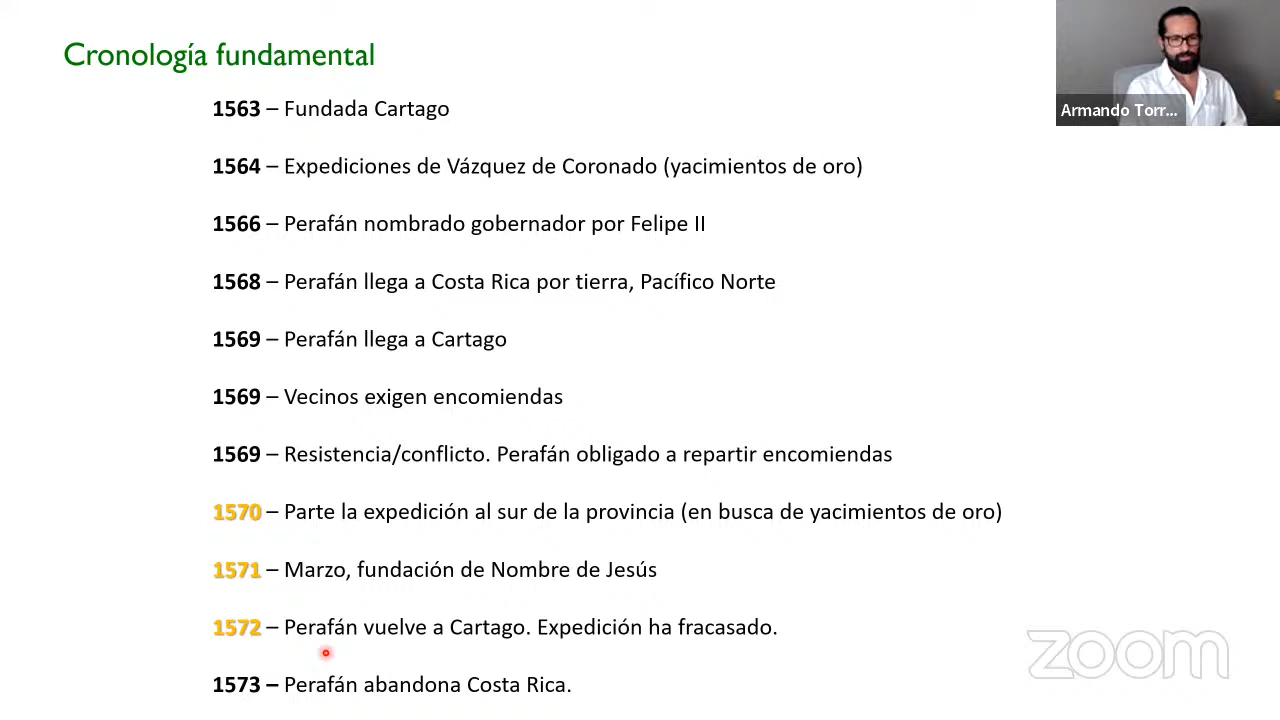 Cronología fundamental
Armando Torr...
1563 – Fundada Cartago
1564 – Expediciones de Vázquez de Coronado (yacimientos de oro)
1566 – Perafán nombrado gobernador por Felipe II
1568 – Perafán llega a Costa Rica por tierra, Pacífico Norte
1569 – Perafán llega a Cartago
1569 – Vecinos exigen encomiendas
1569 – Resistencia/conflicto. Perafán obligado a repartir encomiendas
1570 – Parte la expedición al sur de la provincia (en busca de yacimientos de oro)
1571 – Marzo, fundación de Nombre de Jesús
1572 – Perafán vuelve a Cartago. Expedición ha fracasado.
zoom
1573 – Perafán abandona Costa Rica.